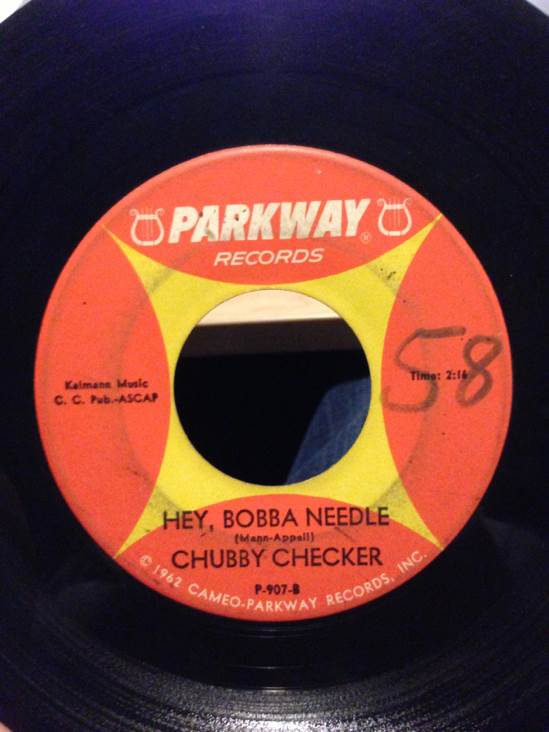 PARKWAY®
RECORDS
58
Kalmann Music
C. C. Pub.-ASCAP
Time: 2:16
HEY, BOBBA NEEDLE
(Mann-Appell)
CHUBBY CHECKER
P-907-B
© 1962 CAMEO-PARKWAY RECORDS, INC.